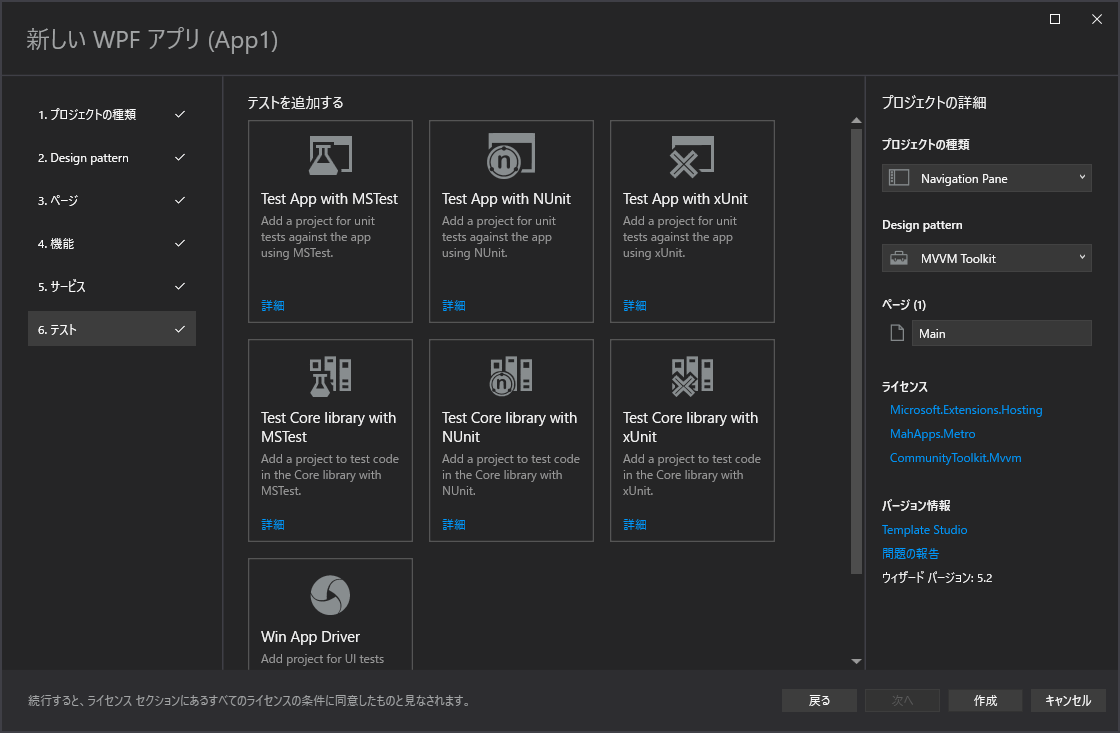 新しい WPF アプリ (App1)
1. プロジェクトの種類
2. Design pattern
3. ページ
4. 機能
5. サービス
6. テスト
テストを追加する
Test App with MSTest
Add a project for unit
tests against the app
using MSTest.
詳細
Test App with NUnit
Add a project for unit
tests against the app
using NUnit.
詳細
Test App with xUnit
Add a project for unit
tests against the app
using xUnit.
詳細
Test Core library with
MSTest
Add a project to test code
in the Core library with
MSTest.
詳細
Test Core library with
NUnit
Add a project to test code
in the Core library with
NUnit.
詳細
Test Core library with
xUnit
Add a project to test code
in the Core library with
xUnit.
詳細
Win App Driver
Add project for UI tests
プロジェクトの詳細
プロジェクトの種類
Navigation Pane
Design pattern
MVVM Toolkit
ページ (1)
Main
ライセンス
Microsoft.Extensions.Hosting
MahApps.Metro
CommunityToolkit.Mvvm
バージョン情報
Template Studio
問題の報告
ウィザード バージョン: 5.2
続行すると、ライセンス セクションにあるすべてのライセンスの条件に同意したものと見なされます。
戻る
次へ
作成
キャンセル